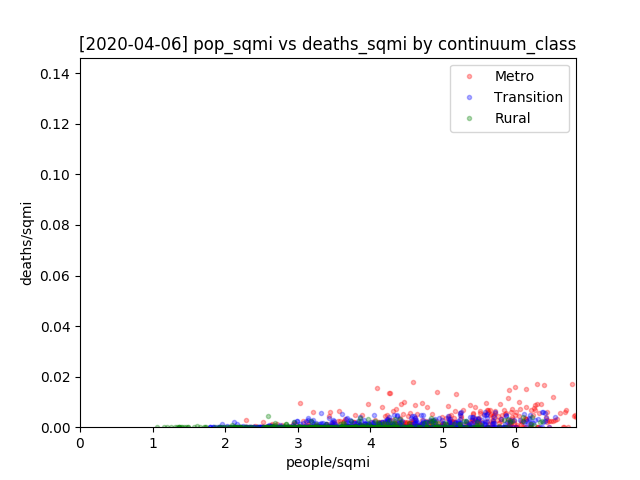 [2020-04-06] pop_sqmi vs deaths_sqmi by continuum_class
0.14
0.12
0.10
0.08
0.06
0.04
0.02
0.00
deaths/sqmi
Metro
Transition
Rural
0 1 2 3 4 5 6
people/sqmi